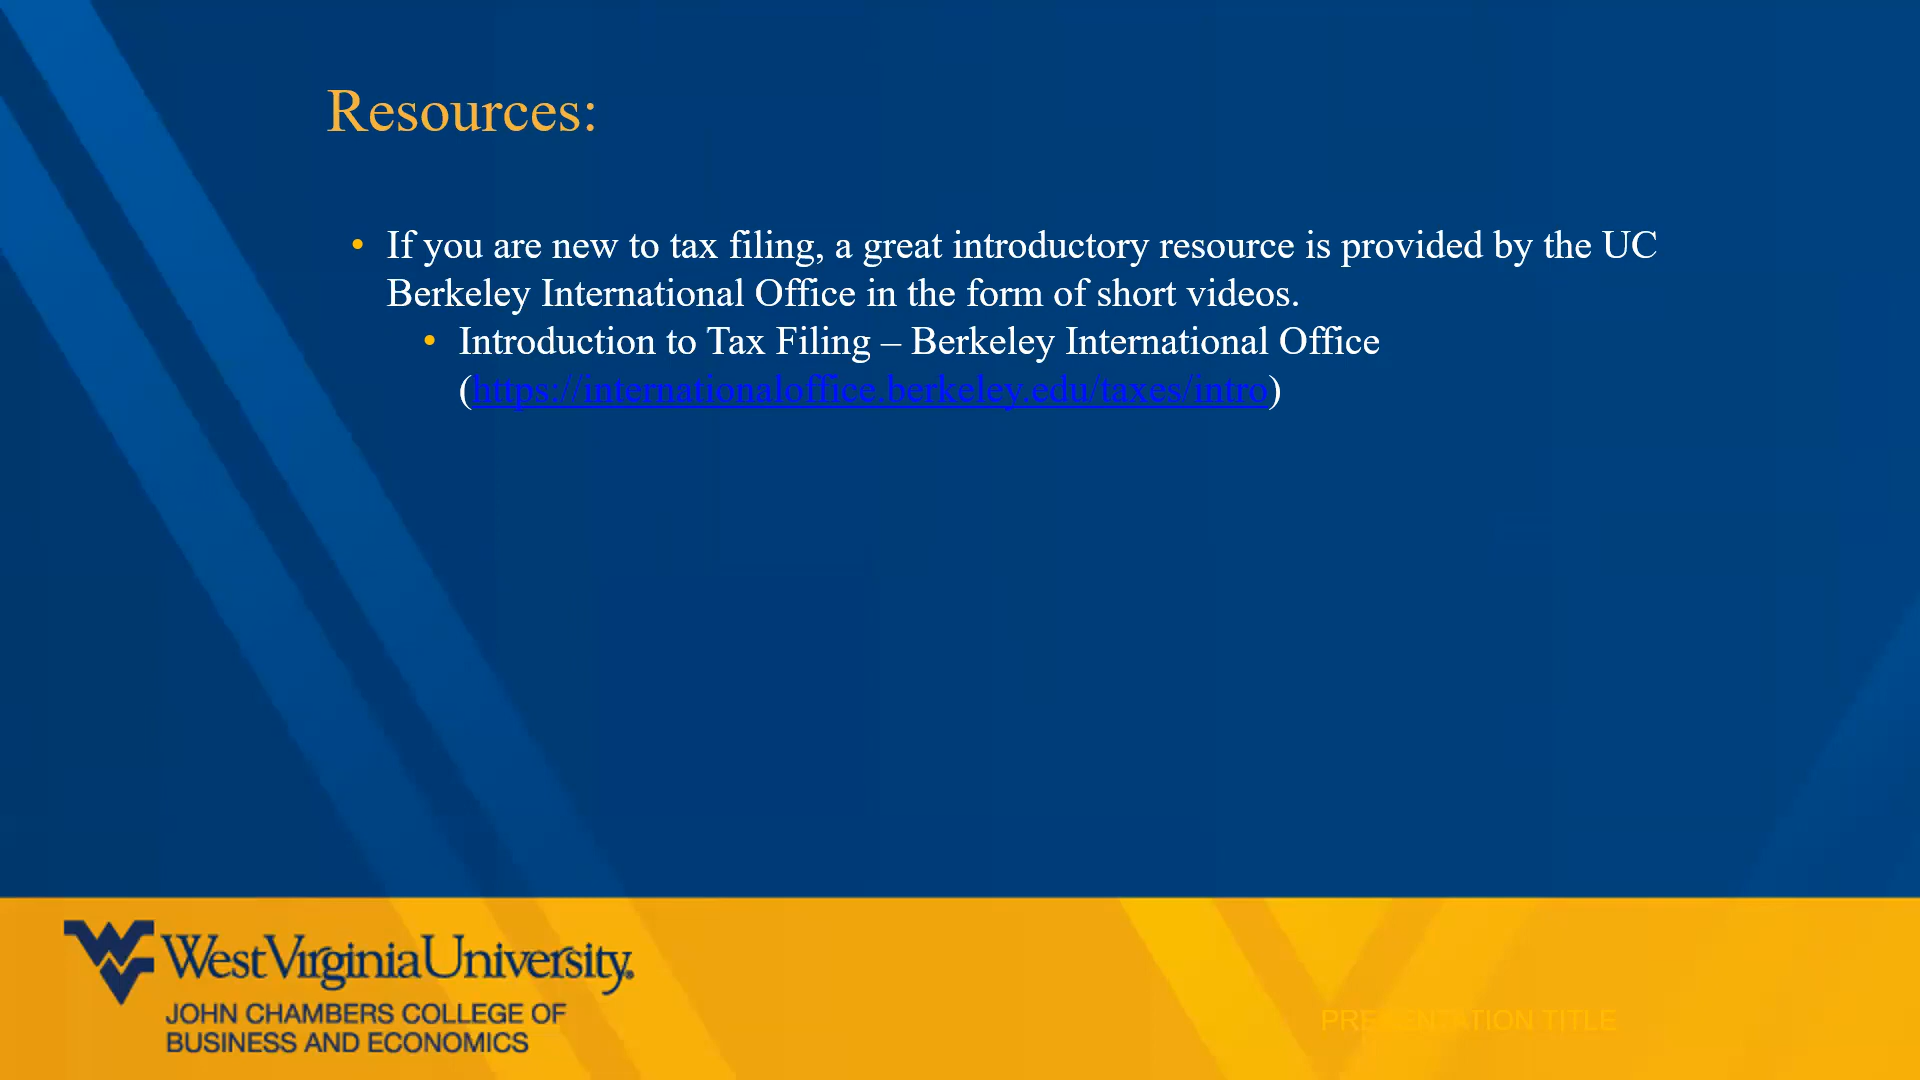 Resources:
• If you are new to tax filing, a great introductory resource is provided by the UC
Berkeley International Office in the form of short videos.
• Introduction to Tax Filing – Berkeley International Office
(https://internationaloffice.berkeley.edu/taxes/intro)
WestVirginiaUniversity.
JOHN CHAMBERS COLLEGE OF
BUSINESS AND ECONOMICS
PRESENTATION TITLE